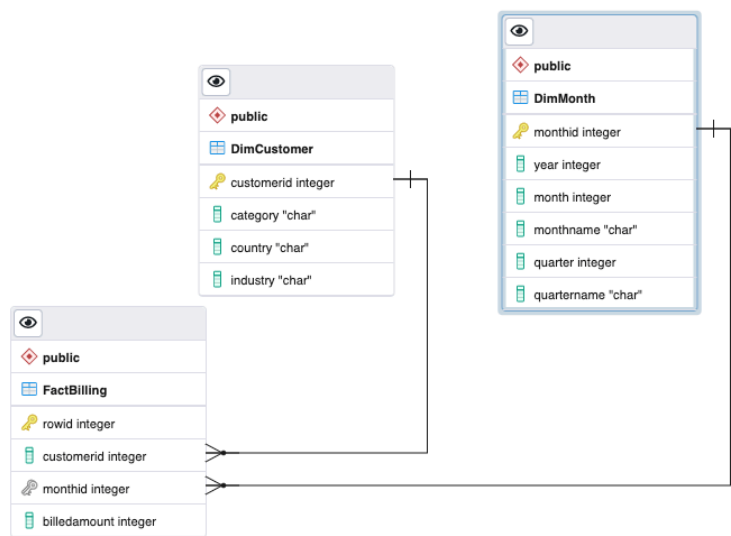 public
DimCustomer
customerid integer
category "char"
country "char"
industry "char"
public
DimMonth
monthid integer
year integer
month integer
monthname "char"
quarter integer
quartername "char"
public
FactBilling
rowid integer
customerid integer
monthid integer
billedamount integer